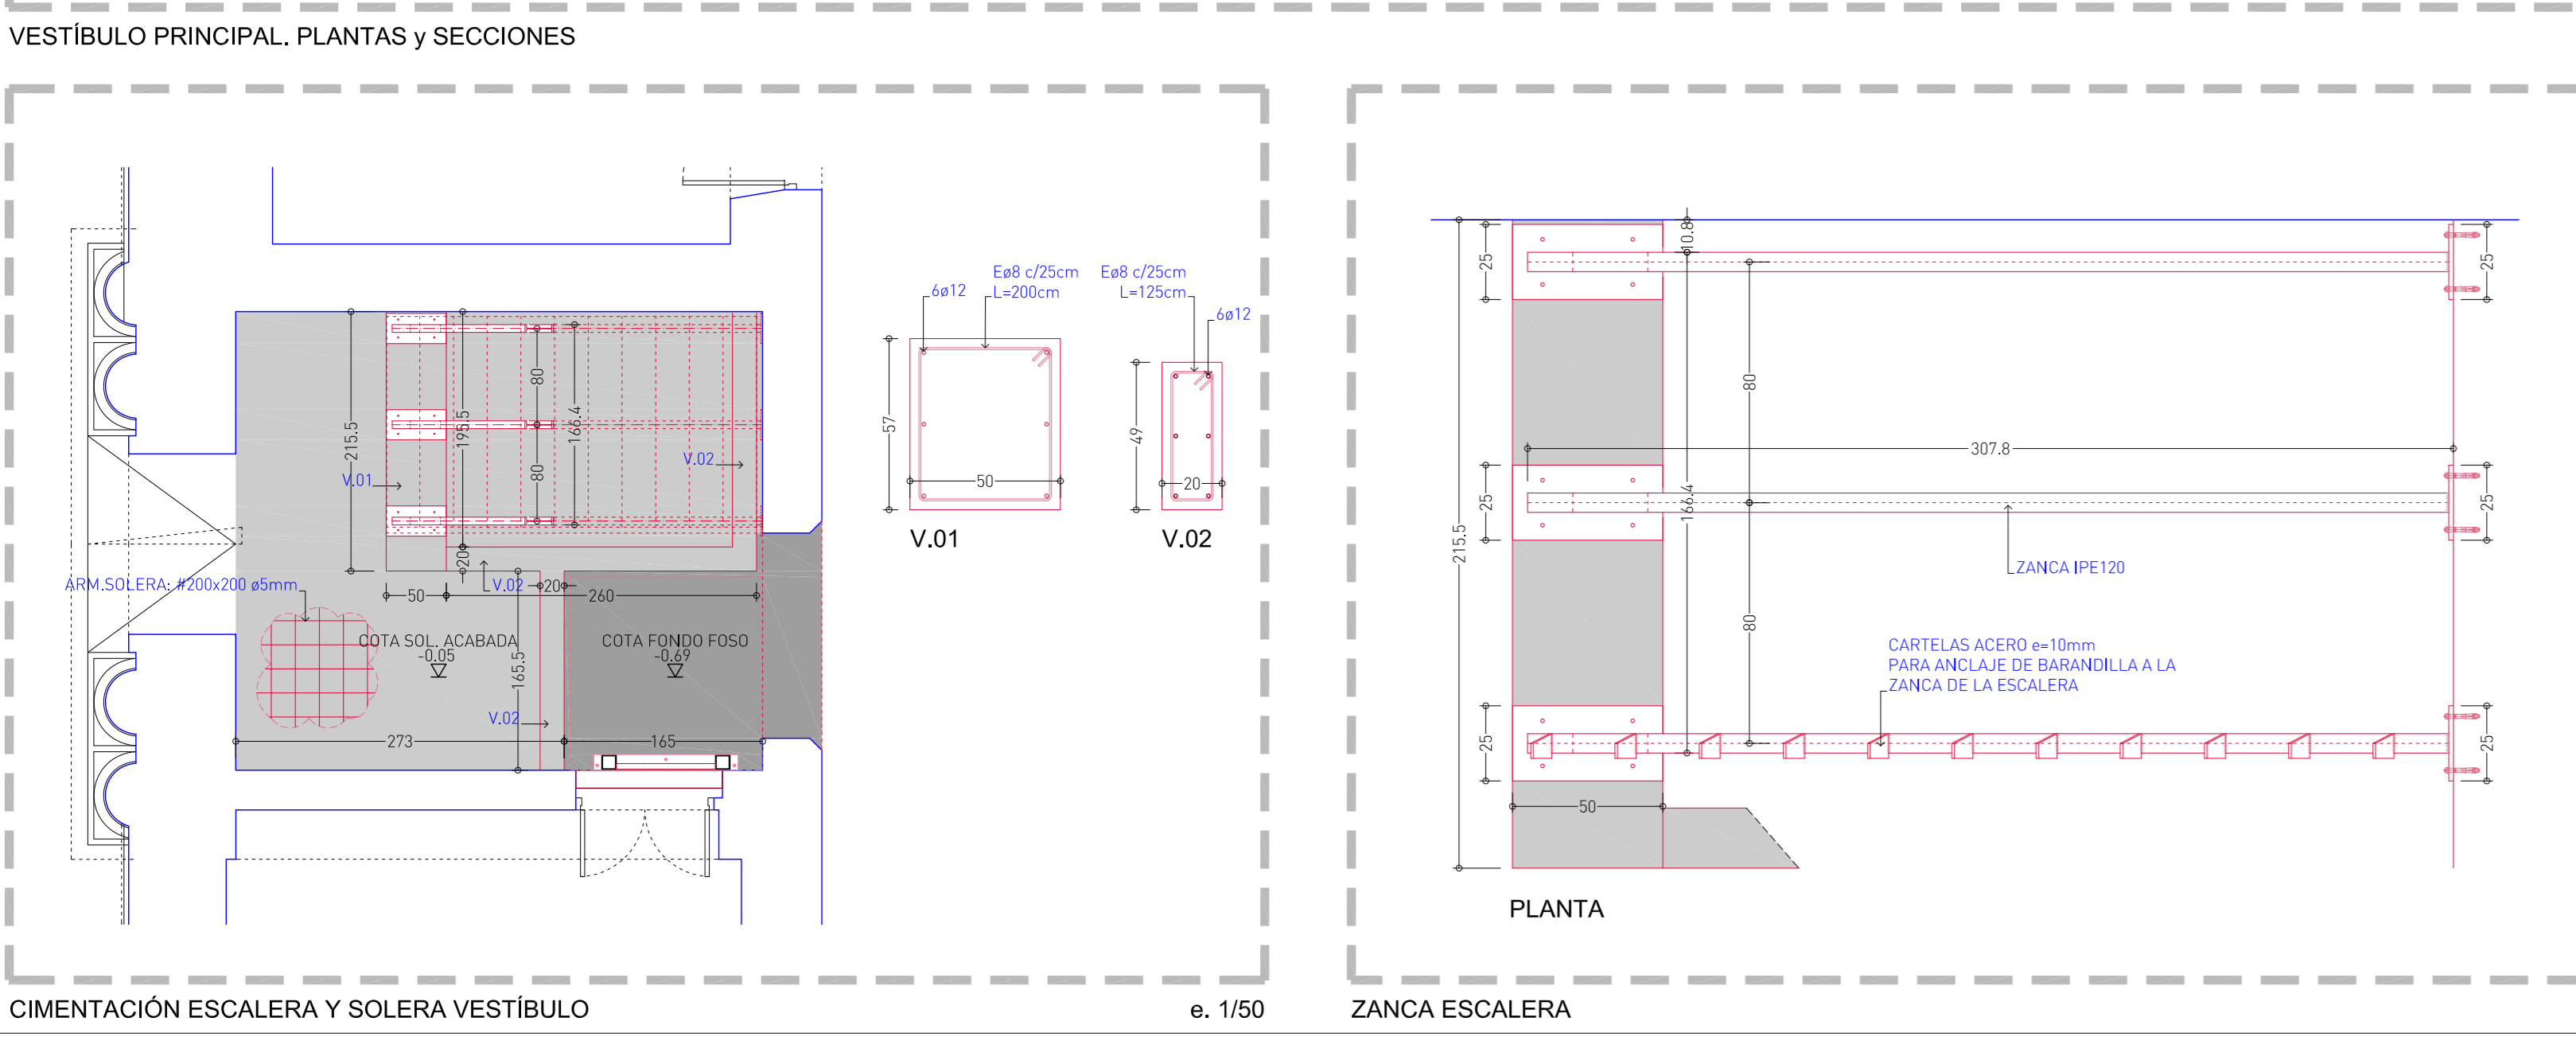 VESTÍBULO PRINCIPAL. PLANTAS y SECCIONES
215.5
195.5
80
166.4
80
V.01
V.02
20
ARM.SOLERA: #200x200 ø5mm
50
V.02
20
260
COTA SOL. ACABADA
-0.05
COTA FONDO FOSO
-0.69
165.5
V.02
273
165
6ø12
Eø8 c/25cm
L=200cm
57
50
V.01
Eø8 c/25cm
L=125cm
6ø12
49
20
V.02
10.8
25
25
80
307.8
25
166.4
25
215.5
ZANCA IPE120
80
CARTELAS ACERO e=10mm
PARA ANCLAJE DE BARANDILLA A LA
ZANCA DE LA ESCALERA
25
25
50
PLANTA
CIMENTACIÓN ESCALERA Y SOLERA VESTÍBULO
e. 1/50
ZANCA ESCALERA